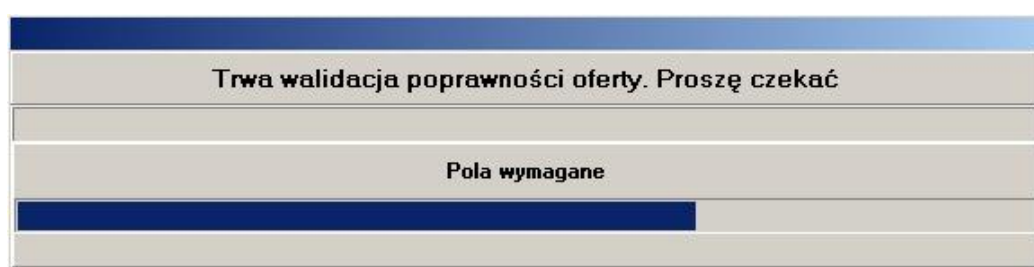 Trwa walidacja poprawności oferty. Proszę czekać
Pola wymagane